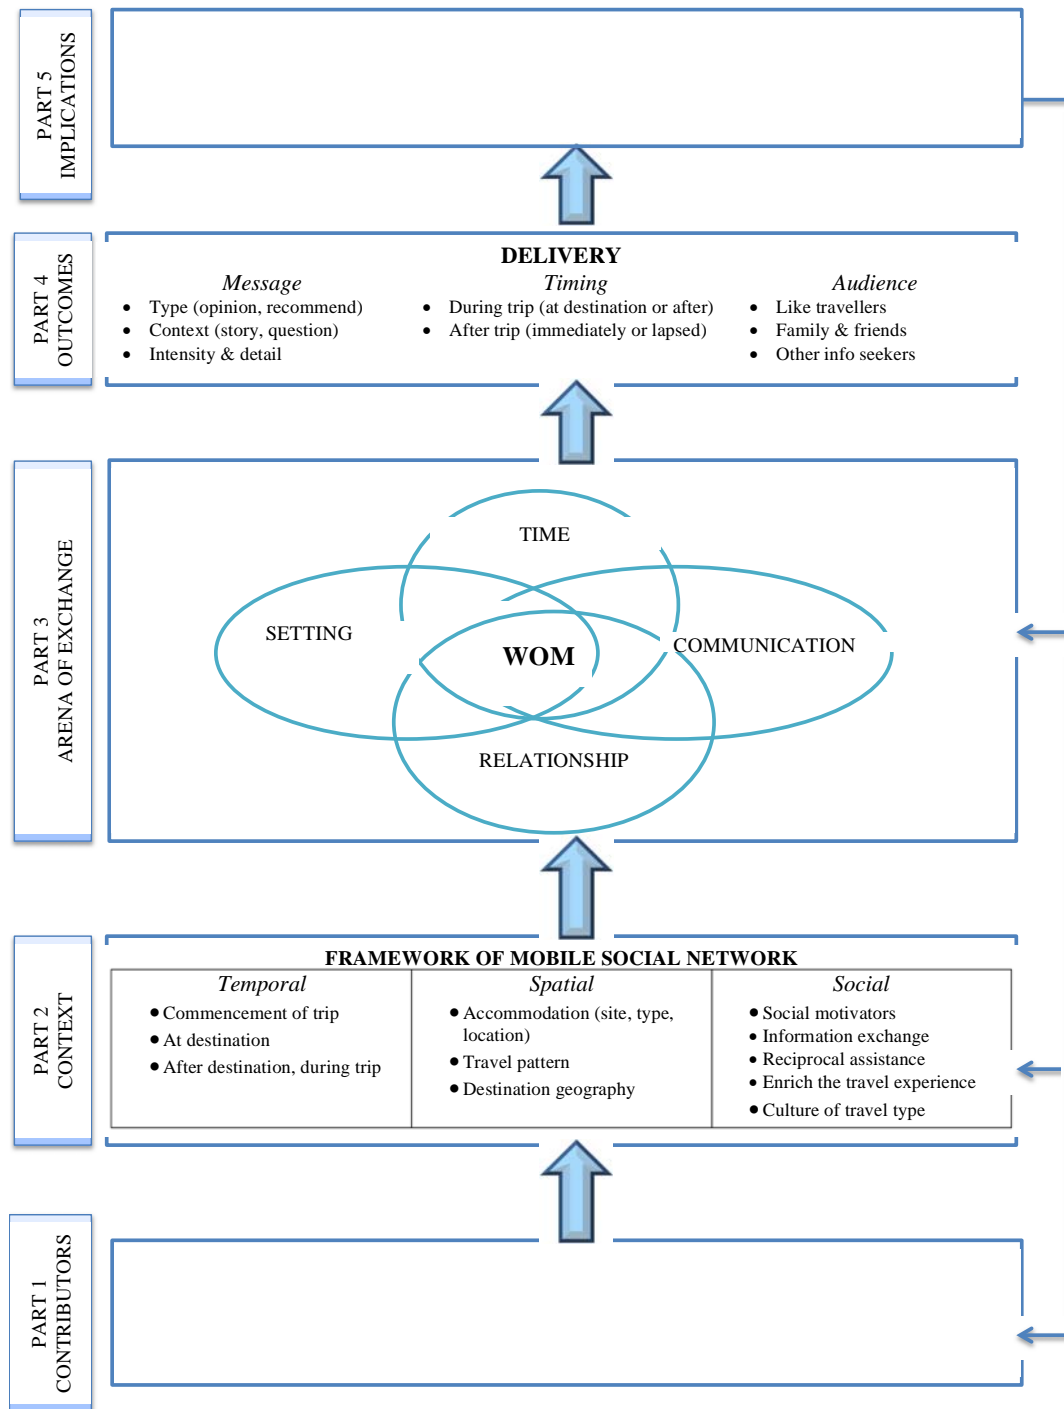 PART 5
IMPLICATIONS
PART 4
OUTCOMES
DELIVERY
Message
• Type (opinion, recommend)
• Context (story, question)
• Intensity & detail
Timing
• During trip (at destination or after)
• After trip (immediately or lapsed)
Audience
• Like travellers
• Family & friends
• Other info seekers
PART 3
ARENA OF EXCHANGE
TIME
SETTING
COMMUNICATION
WOM
RELATIONSHIP
PART 2
CONTEXT
FRAMEWORK OF MOBILE SOCIAL NETWORK
Temporal
• Commencement of trip
• At destination
• After destination, during trip
Spatial
• Accommodation (site, type,
location)
• Travel pattern
• Destination geography
Social
• Social motivators
• Information exchange
• Reciprocal assistance
• Enrich the travel experience
• Culture of travel type
PART 1
CONTRIBUTORS